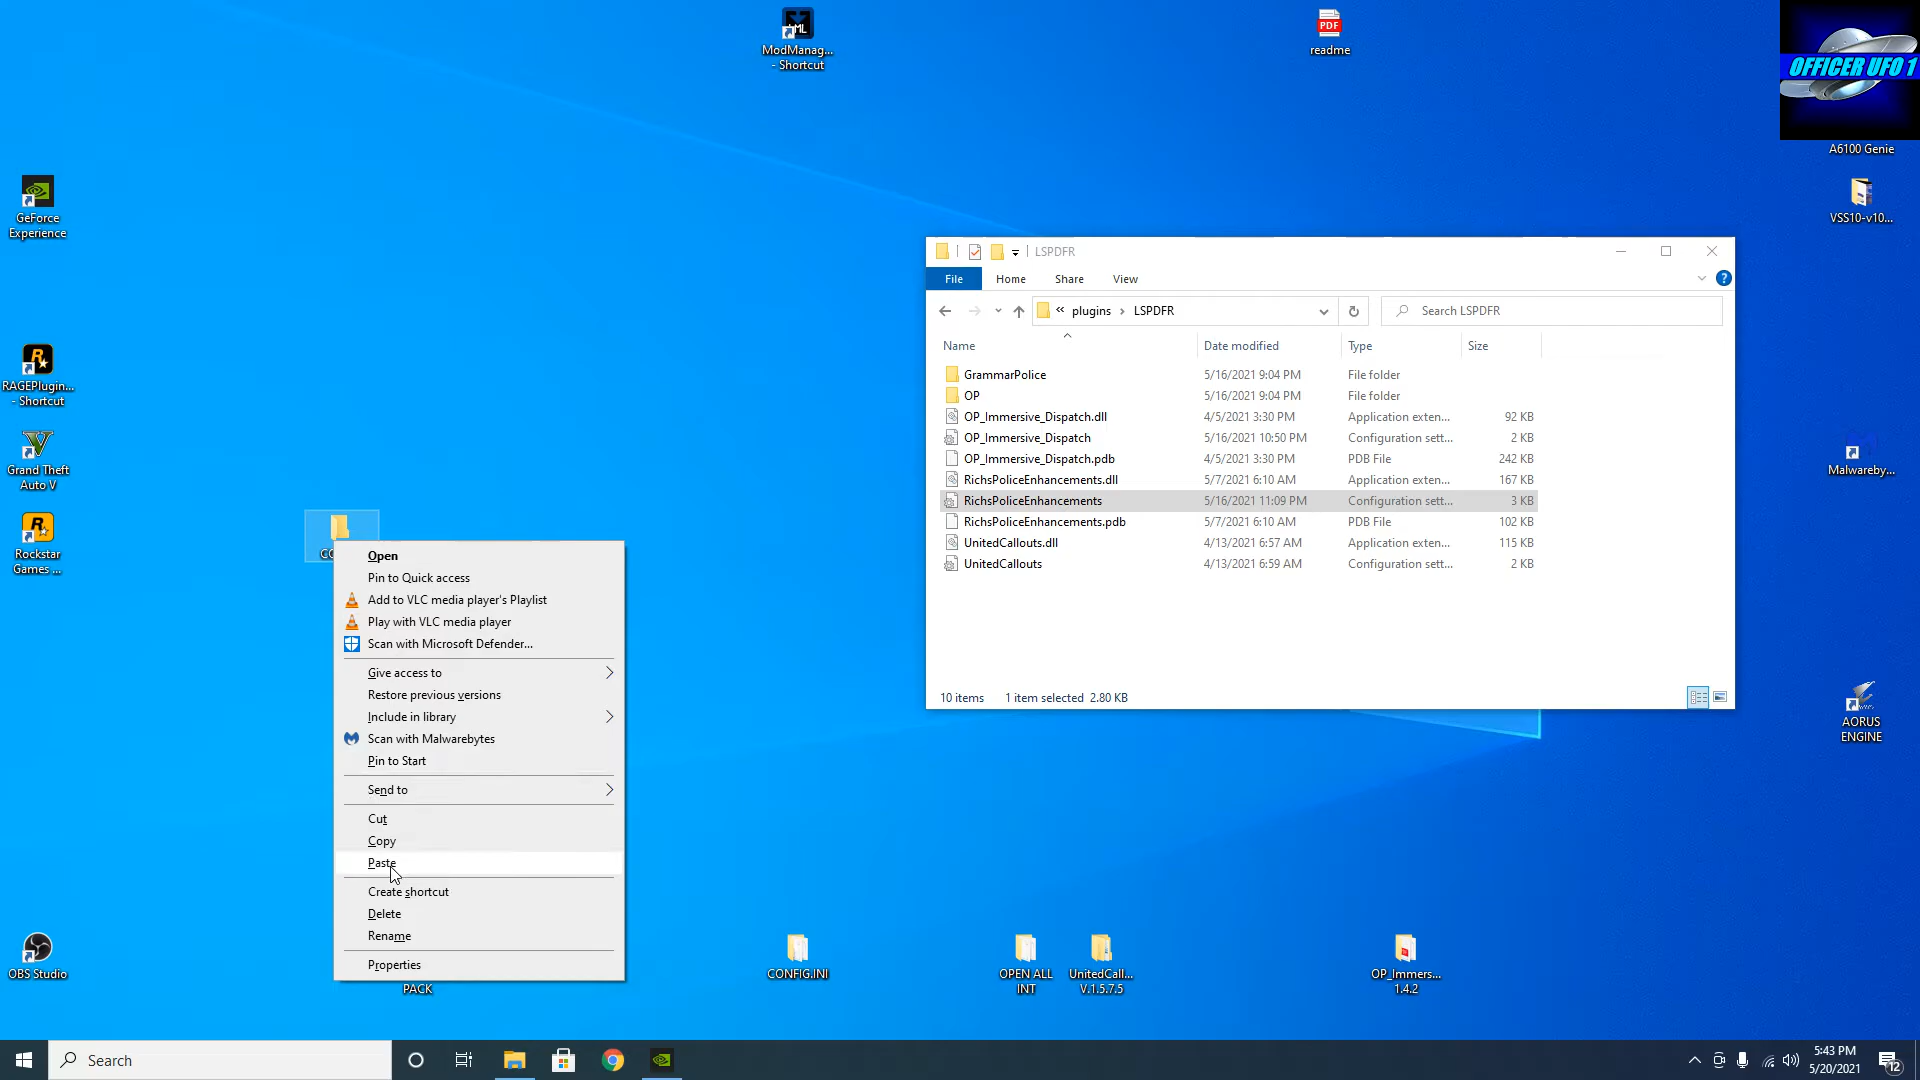 ModManag...
- Shortcut
readme
OFFICER UFO 1
A6100 Genie
GeForce
Experience
VSS10-v10...
RAGEPlugin...
- Shortcut
Grand Theft
Auto V
Rockstar
Games ...
OBS Studio
Malwareby...
AORUS
ENGINE
LSPDFR
File
Home
Share
View
plugins
LSPDFR
Search LSPDFR
Name
Date modified
Type
Size
GrammarPolice 5/16/2021 9:04 PM File folder
OP 5/16/2021 9:04 PM File folder
OP_Immersive_Dispatch.dll 4/5/2021 3:30 PM Application exten... 92 KB
OP_Immersive_Dispatch 5/16/2021 10:50 PM Configuration sett... 2 KB
OP_Immersive_Dispatch.pdb 4/5/2021 3:30 PM PDB File 242 KB
RichsPoliceEnhancements.dll 5/7/2021 6:10 AM Application exten... 167 KB
RichsPoliceEnhancements 5/16/2021 11:09 PM Configuration sett... 3 KB
RichsPoliceEnhancements.pdb 5/7/2021 6:10 AM PDB File 102 KB
UnitedCallouts.dll 4/13/2021 6:57 AM Application exten... 115 KB
UnitedCallouts 4/13/2021 6:59 AM Configuration sett... 2 KB
10 items 1 item selected 2.80 KB
Open
Pin to Quick access
Add to VLC media player's Playlist
Play with VLC media player
Scan with Microsoft Defender...
Give access to
Restore previous versions
Include in library
Scan with Malwarebytes
Pin to Start
Send to
Cut
Copy
Paste
Create shortcut
Delete
Rename
Properties
PACK
CONFIG.INI
OPEN ALL
INT
UnitedCall...
V.1.5.7.5
OP_Immers...
1.4.2
Search
5:43 PM
5/20/2021
12